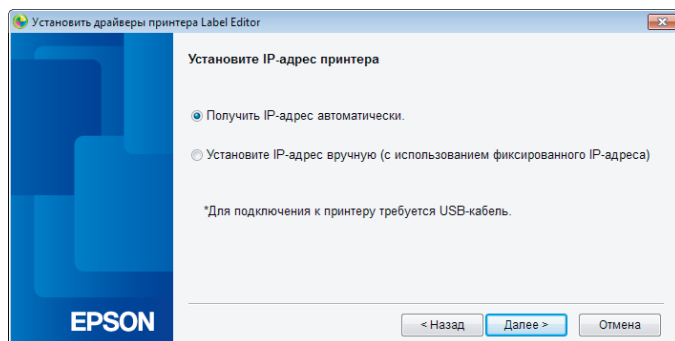 Установить драйверы принтера Label Editor
Установите IP-адрес принтера
Получить IP-адрес автоматически.
Установите IP-адрес вручную (с использованием фиксированного IP-адреса)
*Для подключения к принтеру требуется USB-кабель.
EPSON
< Назад
Далее >
Отмена